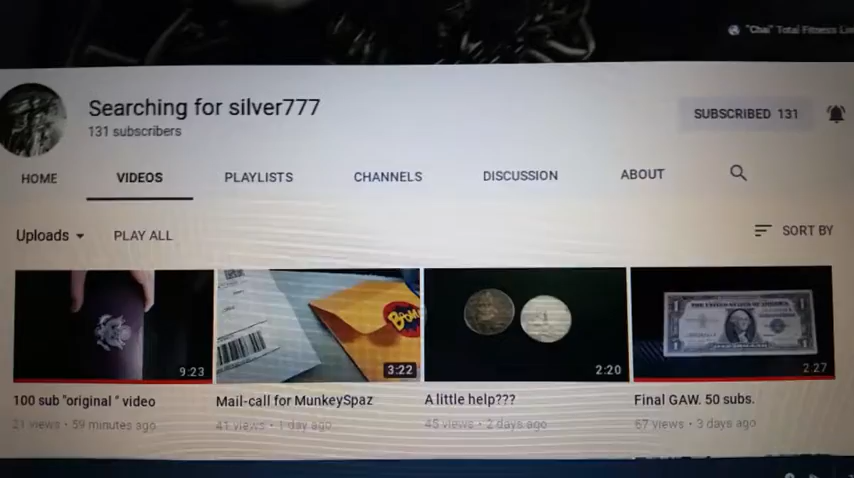 "Chai" Total Fitness
Searching for silver777
131 subscribers
SUBSCRIBED 131
HOME VIDEOS PLAYLISTS CHANNELS DISCUSSION ABOUT
Uploads PLAY ALL SORT BY
9:23 3:22 2:20 2:27
100 sub "original " video Mail-call for MunkeySpaz A little help??? Final GAW. 50 subs.
21 views • 59 minutes ago 41 views • 1 day ago 45 views • 2 days ago 67 views • 3 days ago